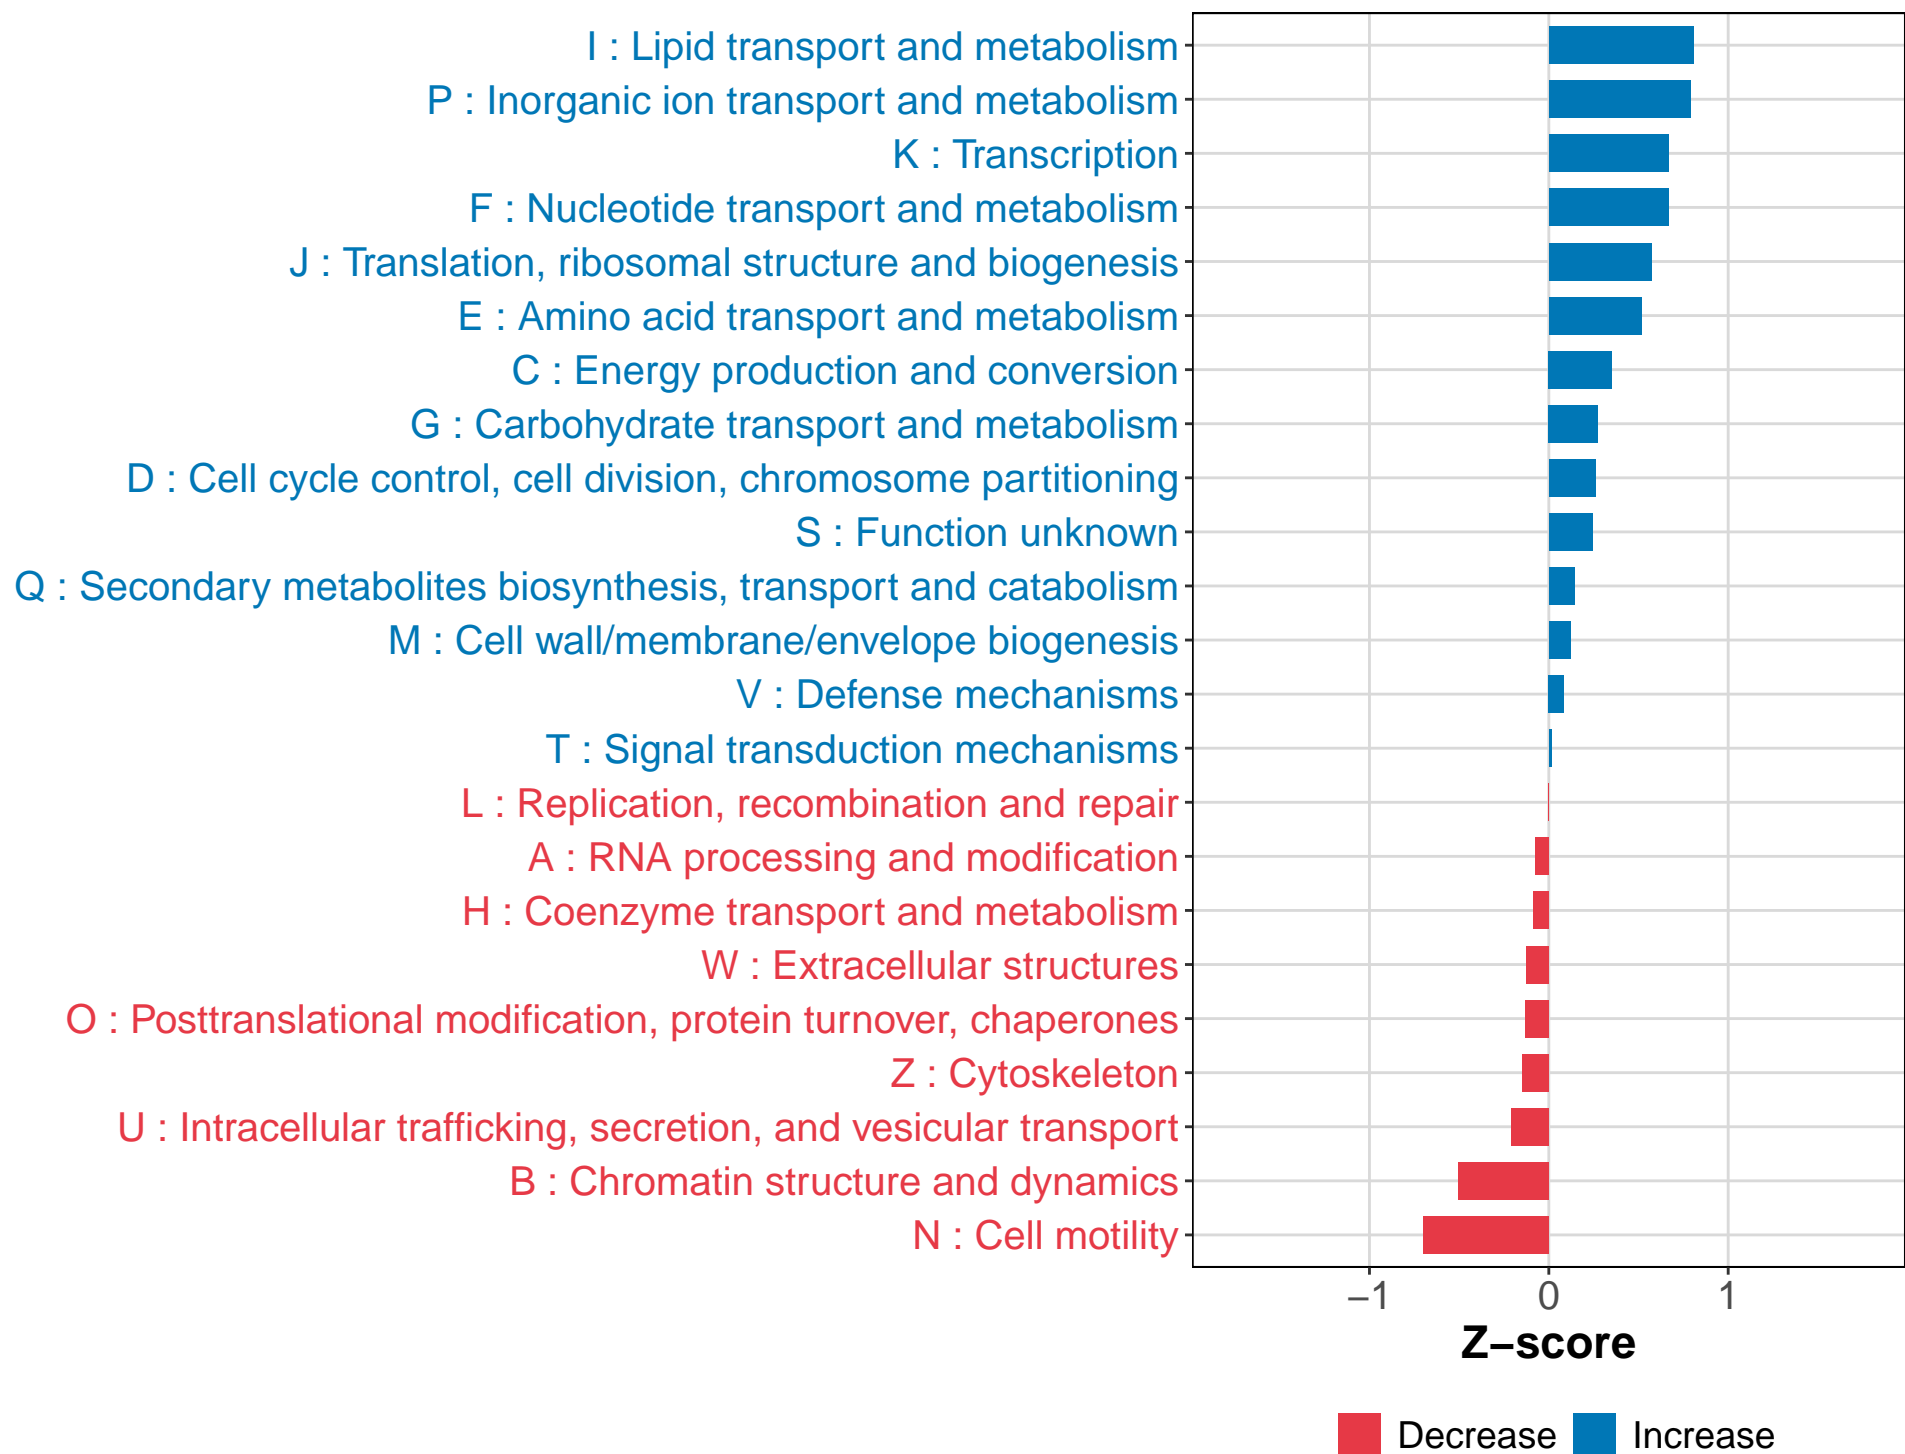 I : Lipid transport and metabolism
P : Inorganic ion transport and metabolism
K : Transcription
F : Nucleotide transport and metabolism
J : Translation, ribosomal structure and biogenesis
E : Amino acid transport and metabolism
C : Energy production and conversion
G : Carbohydrate transport and metabolism
D : Cell cycle control, cell division, chromosome partitioning
S : Function unknown
Q : Secondary metabolites biosynthesis, transport and catabolism
M : Cell wall/membrane/envelope biogenesis
V : Defense mechanisms
T : Signal transduction mechanisms
L : Replication, recombination and repair
A : RNA processing and modification
H : Coenzyme transport and metabolism
W : Extracellular structures
O : Posttranslational modification, protein turnover, chaperones
Z : Cytoskeleton
U : Intracellular trafficking, secretion, and vesicular transport
B : Chromatin structure and dynamics
N : Cell motility
−1 0 1
Z−score
Decrease Increase